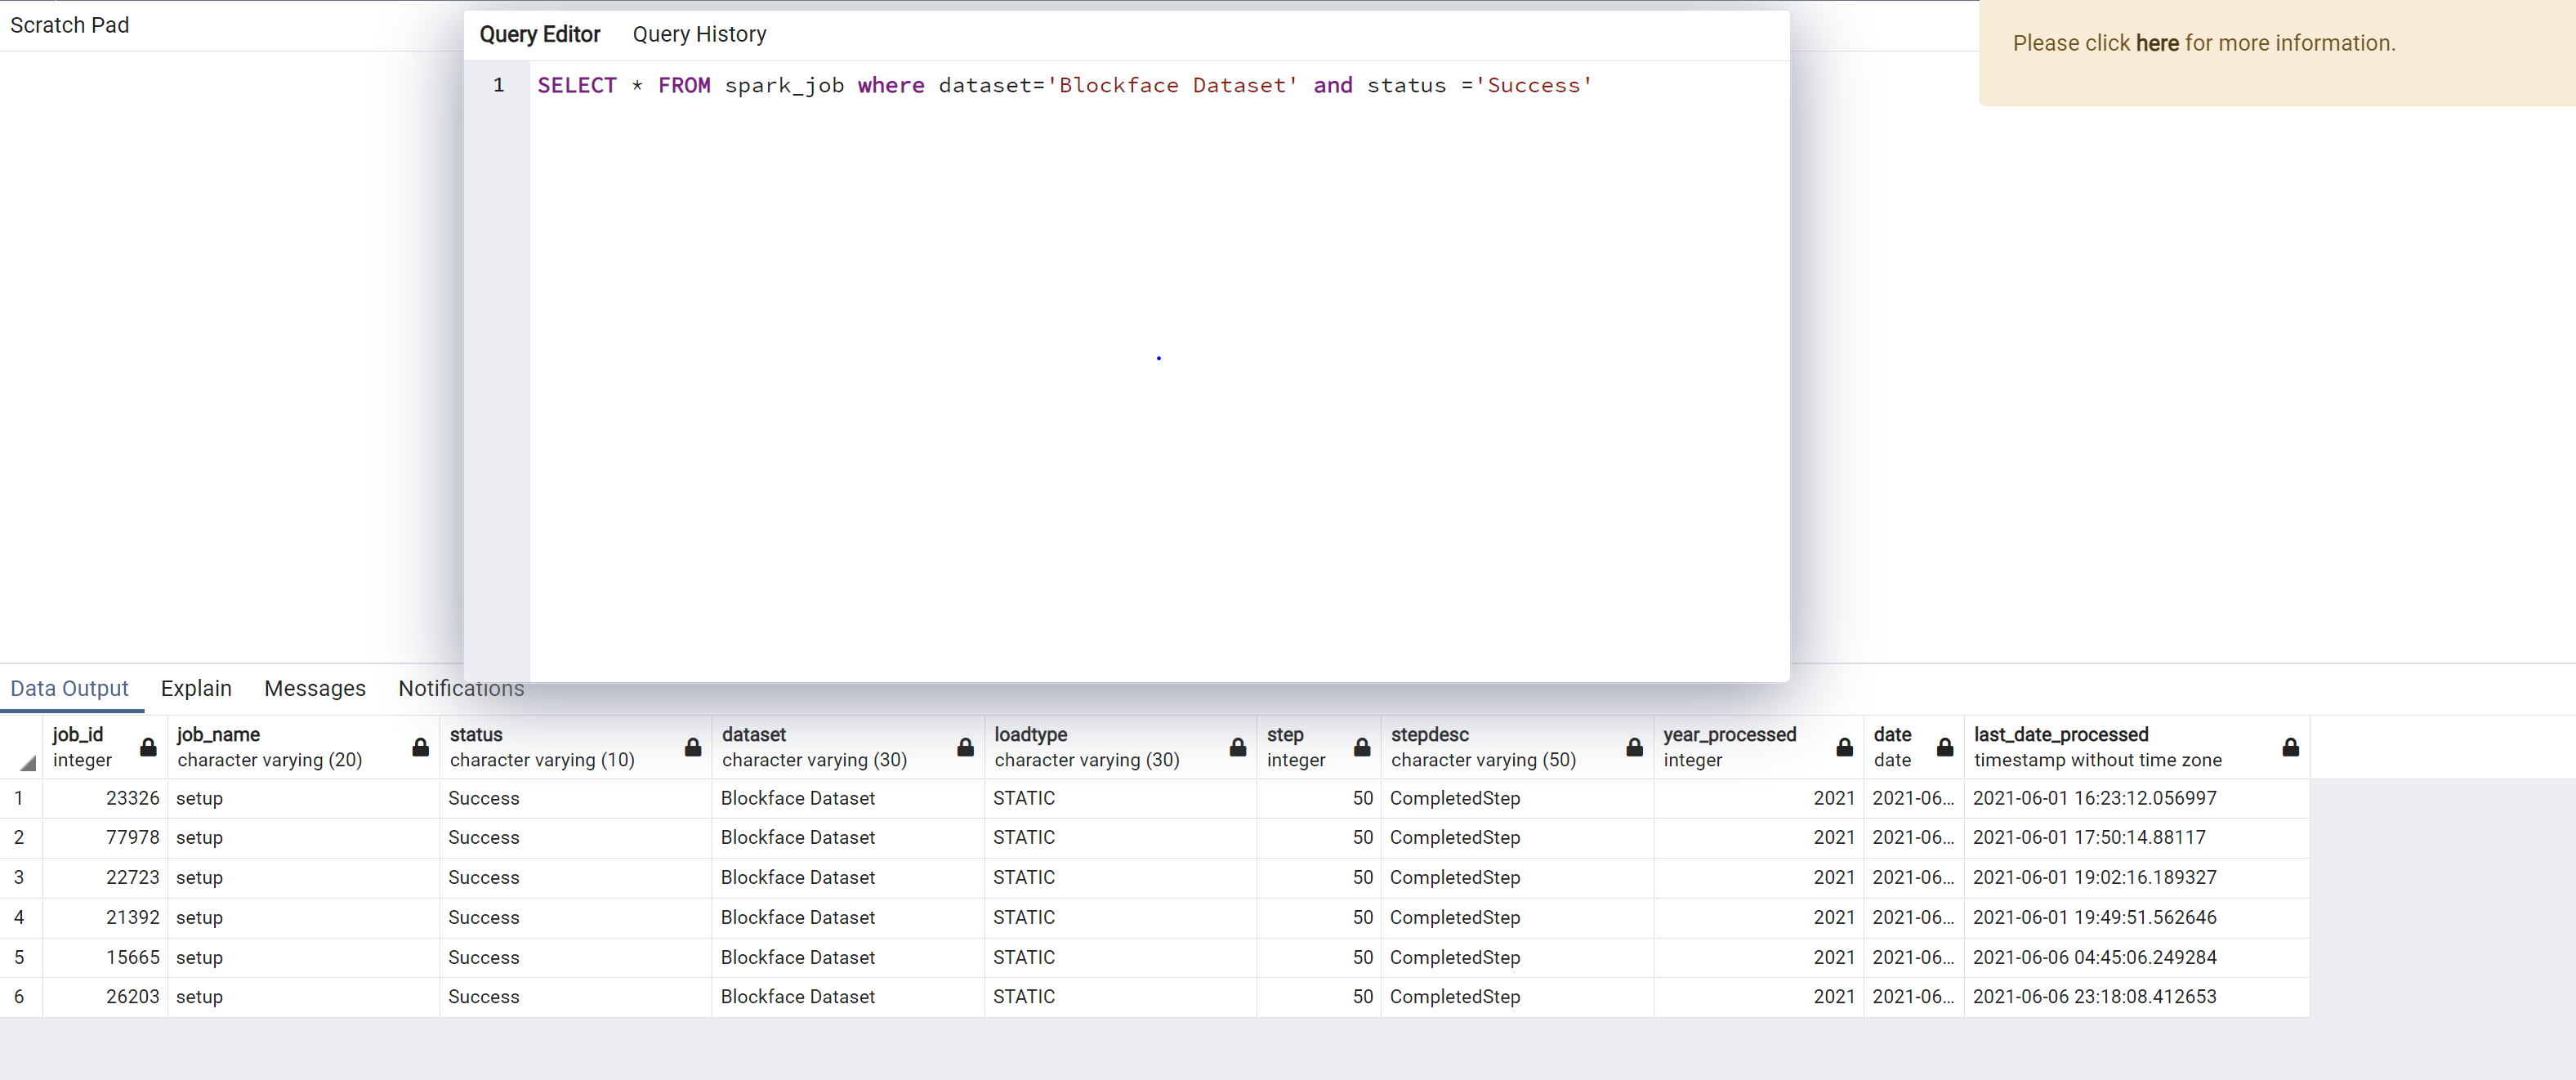 Scratch Pad
Query Editor Query History
Please click here for more information.
1 SELECT * FROM spark_job where dataset='Blockface Dataset' and status ='Success'
Data Output Explain Messages Notifications
job_id job_name status dataset loadtype step stepdesc year_processed date last_date_processed
integer character varying (20) character varying (10) character varying (30) character varying (30) integer character varying (50) integer date timestamp without time zone
1 23326 setup Success Blockface Dataset STATIC 50 CompletedStep 2021 2021-06... 2021-06-01 16:23:12.056997
2 77978 setup Success Blockface Dataset STATIC 50 CompletedStep 2021 2021-06... 2021-06-01 17:50:14.88117
3 22723 setup Success Blockface Dataset STATIC 50 CompletedStep 2021 2021-06... 2021-06-01 19:02:16.189327
4 21392 setup Success Blockface Dataset STATIC 50 CompletedStep 2021 2021-06... 2021-06-01 19:49:51.562646
5 15665 setup Success Blockface Dataset STATIC 50 CompletedStep 2021 2021-06... 2021-06-06 04:45:06.249284
6 26203 setup Success Blockface Dataset STATIC 50 CompletedStep 2021 2021-06... 2021-06-06 23:18:08.412653